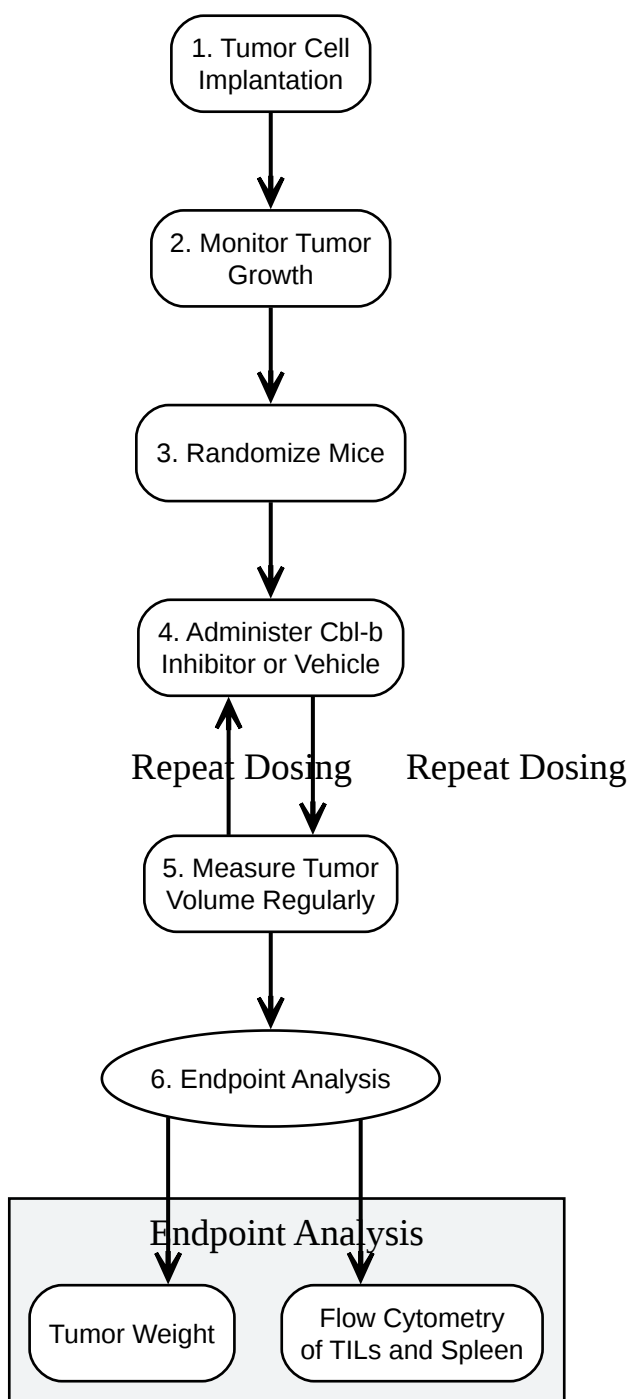 1. Tumor Cell
Implantation
2. Monitor Tumor
Growth
3. Randomize Mice
4. Administer Cbl-b
Inhibitor or Vehicle
Repeat Dosing
Repeat Dosing
5. Measure Tumor
Volume Regularly
6. Endpoint Analysis
Endpoint Analysis
Tumor Weight
Flow Cytometry
of TILs and Spleen